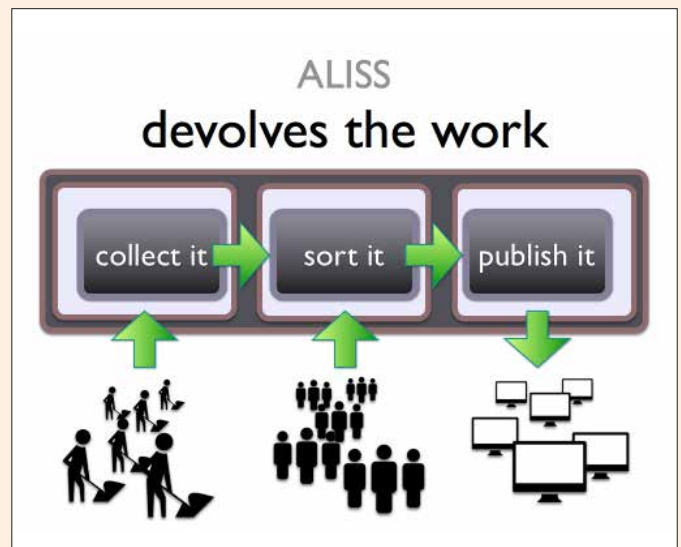 ALISS
devolves the work
collect it
sort it
publish it